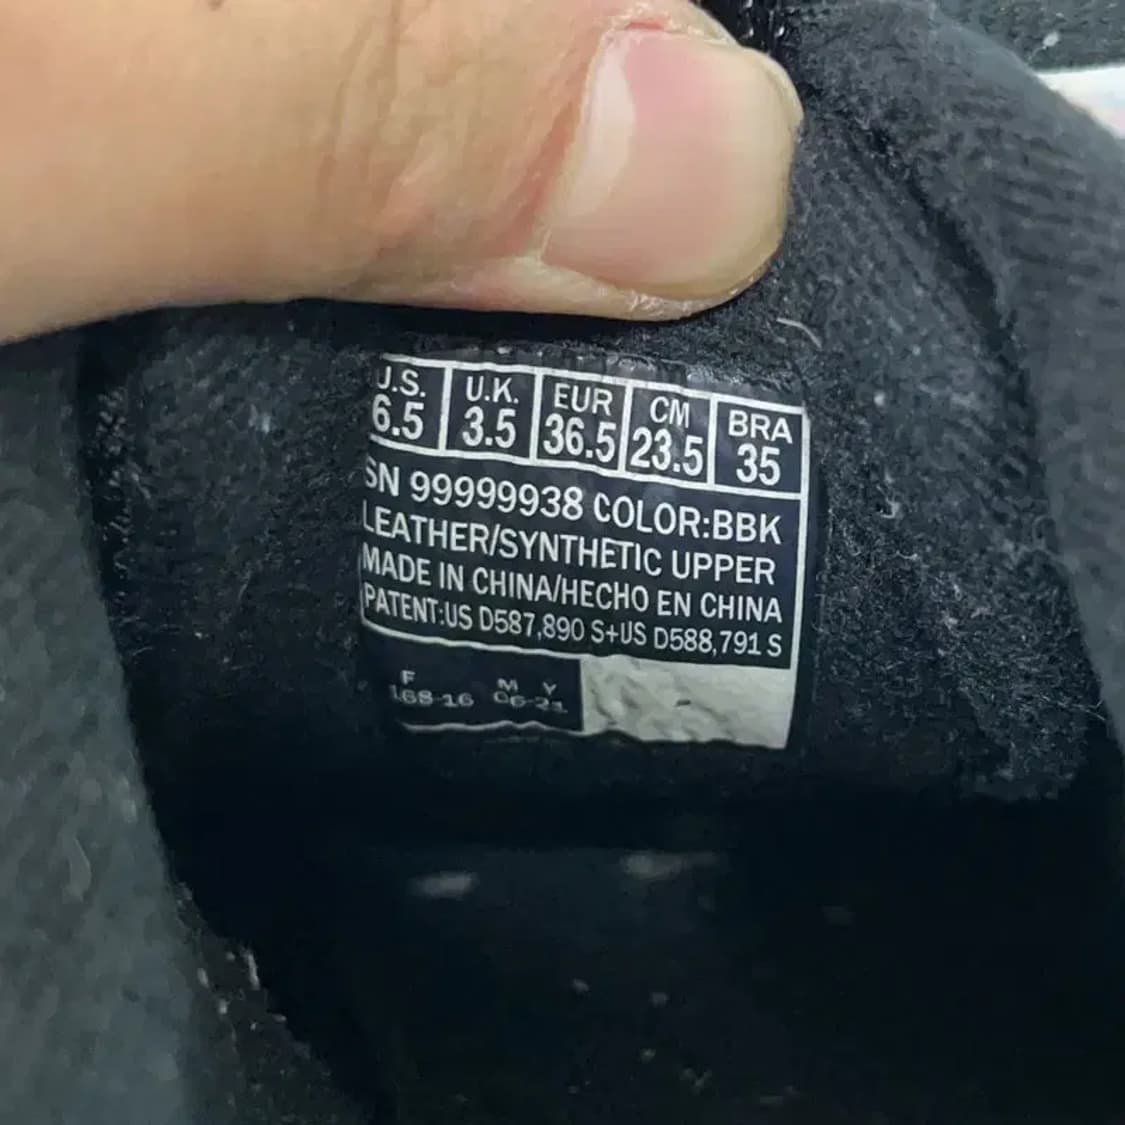 U.S. U.K. EUR CM BRA
6.5 3.5 36.5 23.5 35
SN 99999938 COLOR:BBK
LEATHER/SYNTHETIC UPPER
MADE IN CHINA/HECHO EN CHINA
PATENT:US D587,890 S+US D588,791 S
F M Y
168-16 06-21